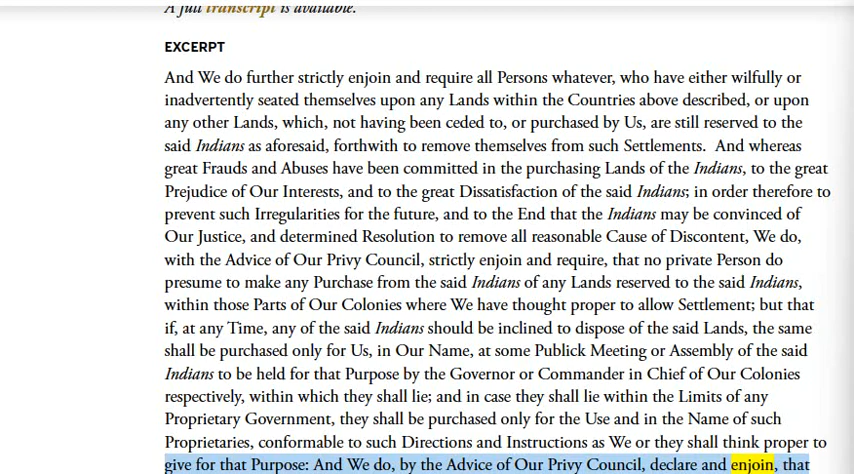 A full transcript is available.
EXCERPT
And We do further strictly enjoin and require all Persons whatever, who have either wilfully or
inadvertently seated themselves upon any Lands within the Countries above described, or upon
any other Lands, which, not having been ceded to, or purchased by Us, are still reserved to the
said Indians as aforesaid, forthwith to remove themselves from such Settlements. And whereas
great Frauds and Abuses have been committed in the purchasing Lands of the Indians, to the great
Prejudice of Our Interests, and to the great Dissatisfaction of the said Indians; in order therefore to
prevent such Irregularities for the future, and to the End that the Indians may be convinced of
Our Justice, and determined Resolution to remove all reasonable Cause of Discontent, We do,
with the Advice of Our Privy Council, strictly enjoin and require, that no private Person do
presume to make any Purchase from the said Indians of any Lands reserved to the said Indians,
within those Parts of Our Colonies where We have thought proper to allow Settlement; but that
if, at any Time, any of the said Indians should be inclined to dispose of the said Lands, the same
shall be purchased only for Us, in Our Name, at some Publick Meeting or Assembly of the said
Indians to be held for that Purpose by the Governor or Commander in Chief of Our Colonies
respectively, within which they shall lie; and in case they shall lie within the Limits of any
Proprietary Government, they shall be purchased only for the Use and in the Name of such
Proprietaries, conformable to such Directions and Instructions as We or they shall think proper to
give for that Purpose: And We do, by the Advice of Our Privy Council, declare and enjoin, that